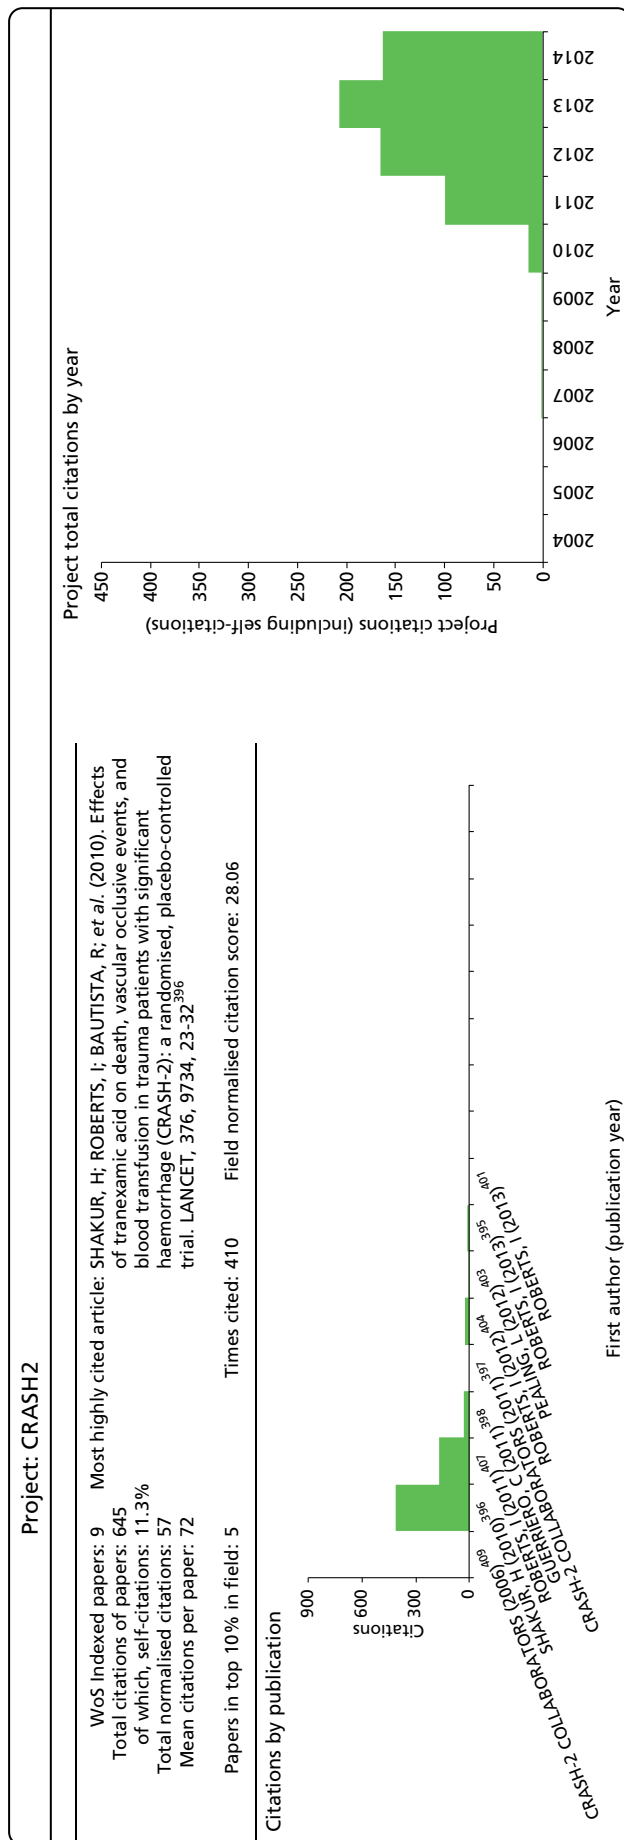 Project: CRASH2
WoS Indexed papers: 9
Total citations of papers: 645
of which, self-citations: 11.3%
Total normalised citations: 57
Mean citations per paper: 72
Papers in top 10% in field: 5
Most highly cited article: SHAKUR, H; ROBERTS, I; BAUTISTA, R; et al. (2010). Effects
of tranexamic acid on death, vascular occlusive events, and
blood transfusion in trauma patients with significant
haemorrhage (CRASH-2): a randomised, placebo-controlled
trial. LANCET, 376, 9734, 23-32396
Times cited: 410
Field normalised citation score: 28.06
Citations by publication
900
600
300
0
Citations
CRASH-2 COLLABORATORS (2006)409
SHAKUR, H (2010)396
ROBERTS, I (2011)407
GUERRIERO, C (2011)398
CRASH-2 COLLABORATORS (2011)397
ROBERTS, I (2012)404
PEALING, L (2012)403
ROBERTS, I (2013)395
ROBERTS, I (2013)401
First author (publication year)
Project total citations by year
450
400
350
300
250
200
150
100
50
0
Project citations (including self-citations)
2004
2005
2006
2007
2008
2009
2010
2011
2012
2013
2014
Year